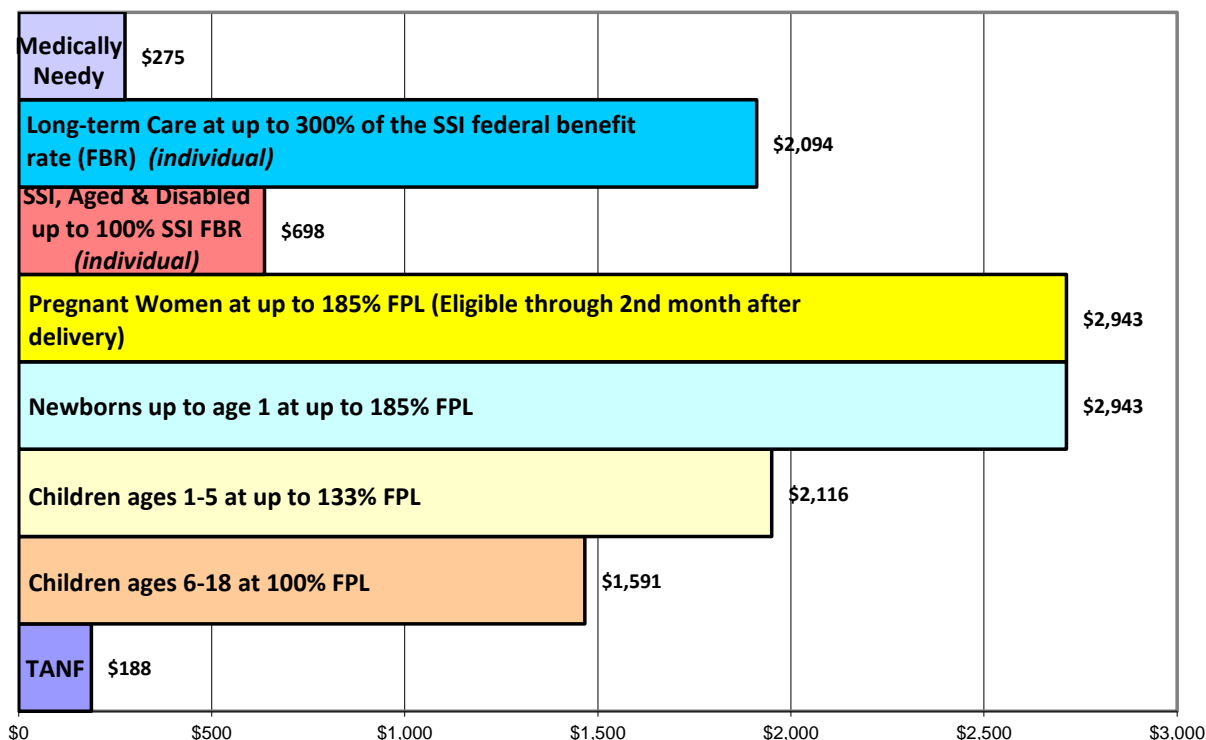 Medically
Needy
$275
Long-term Care at up to 300% of the SSI federal benefit
rate (FBR) (individual)
$2,094
SSI, Aged & Disabled
up to 100% SSI FBR
(individual)
$698
Pregnant Women at up to 185% FPL (Eligible through 2nd month after
delivery)
$2,943
Newborns up to age 1 at up to 185% FPL
$2,943
Children ages 1-5 at up to 133% FPL
$2,116
Children ages 6-18 at 100% FPL
$1,591
TANF
$188
$0 $500 $1,000 $1,500 $2,000 $2,500 $3,000